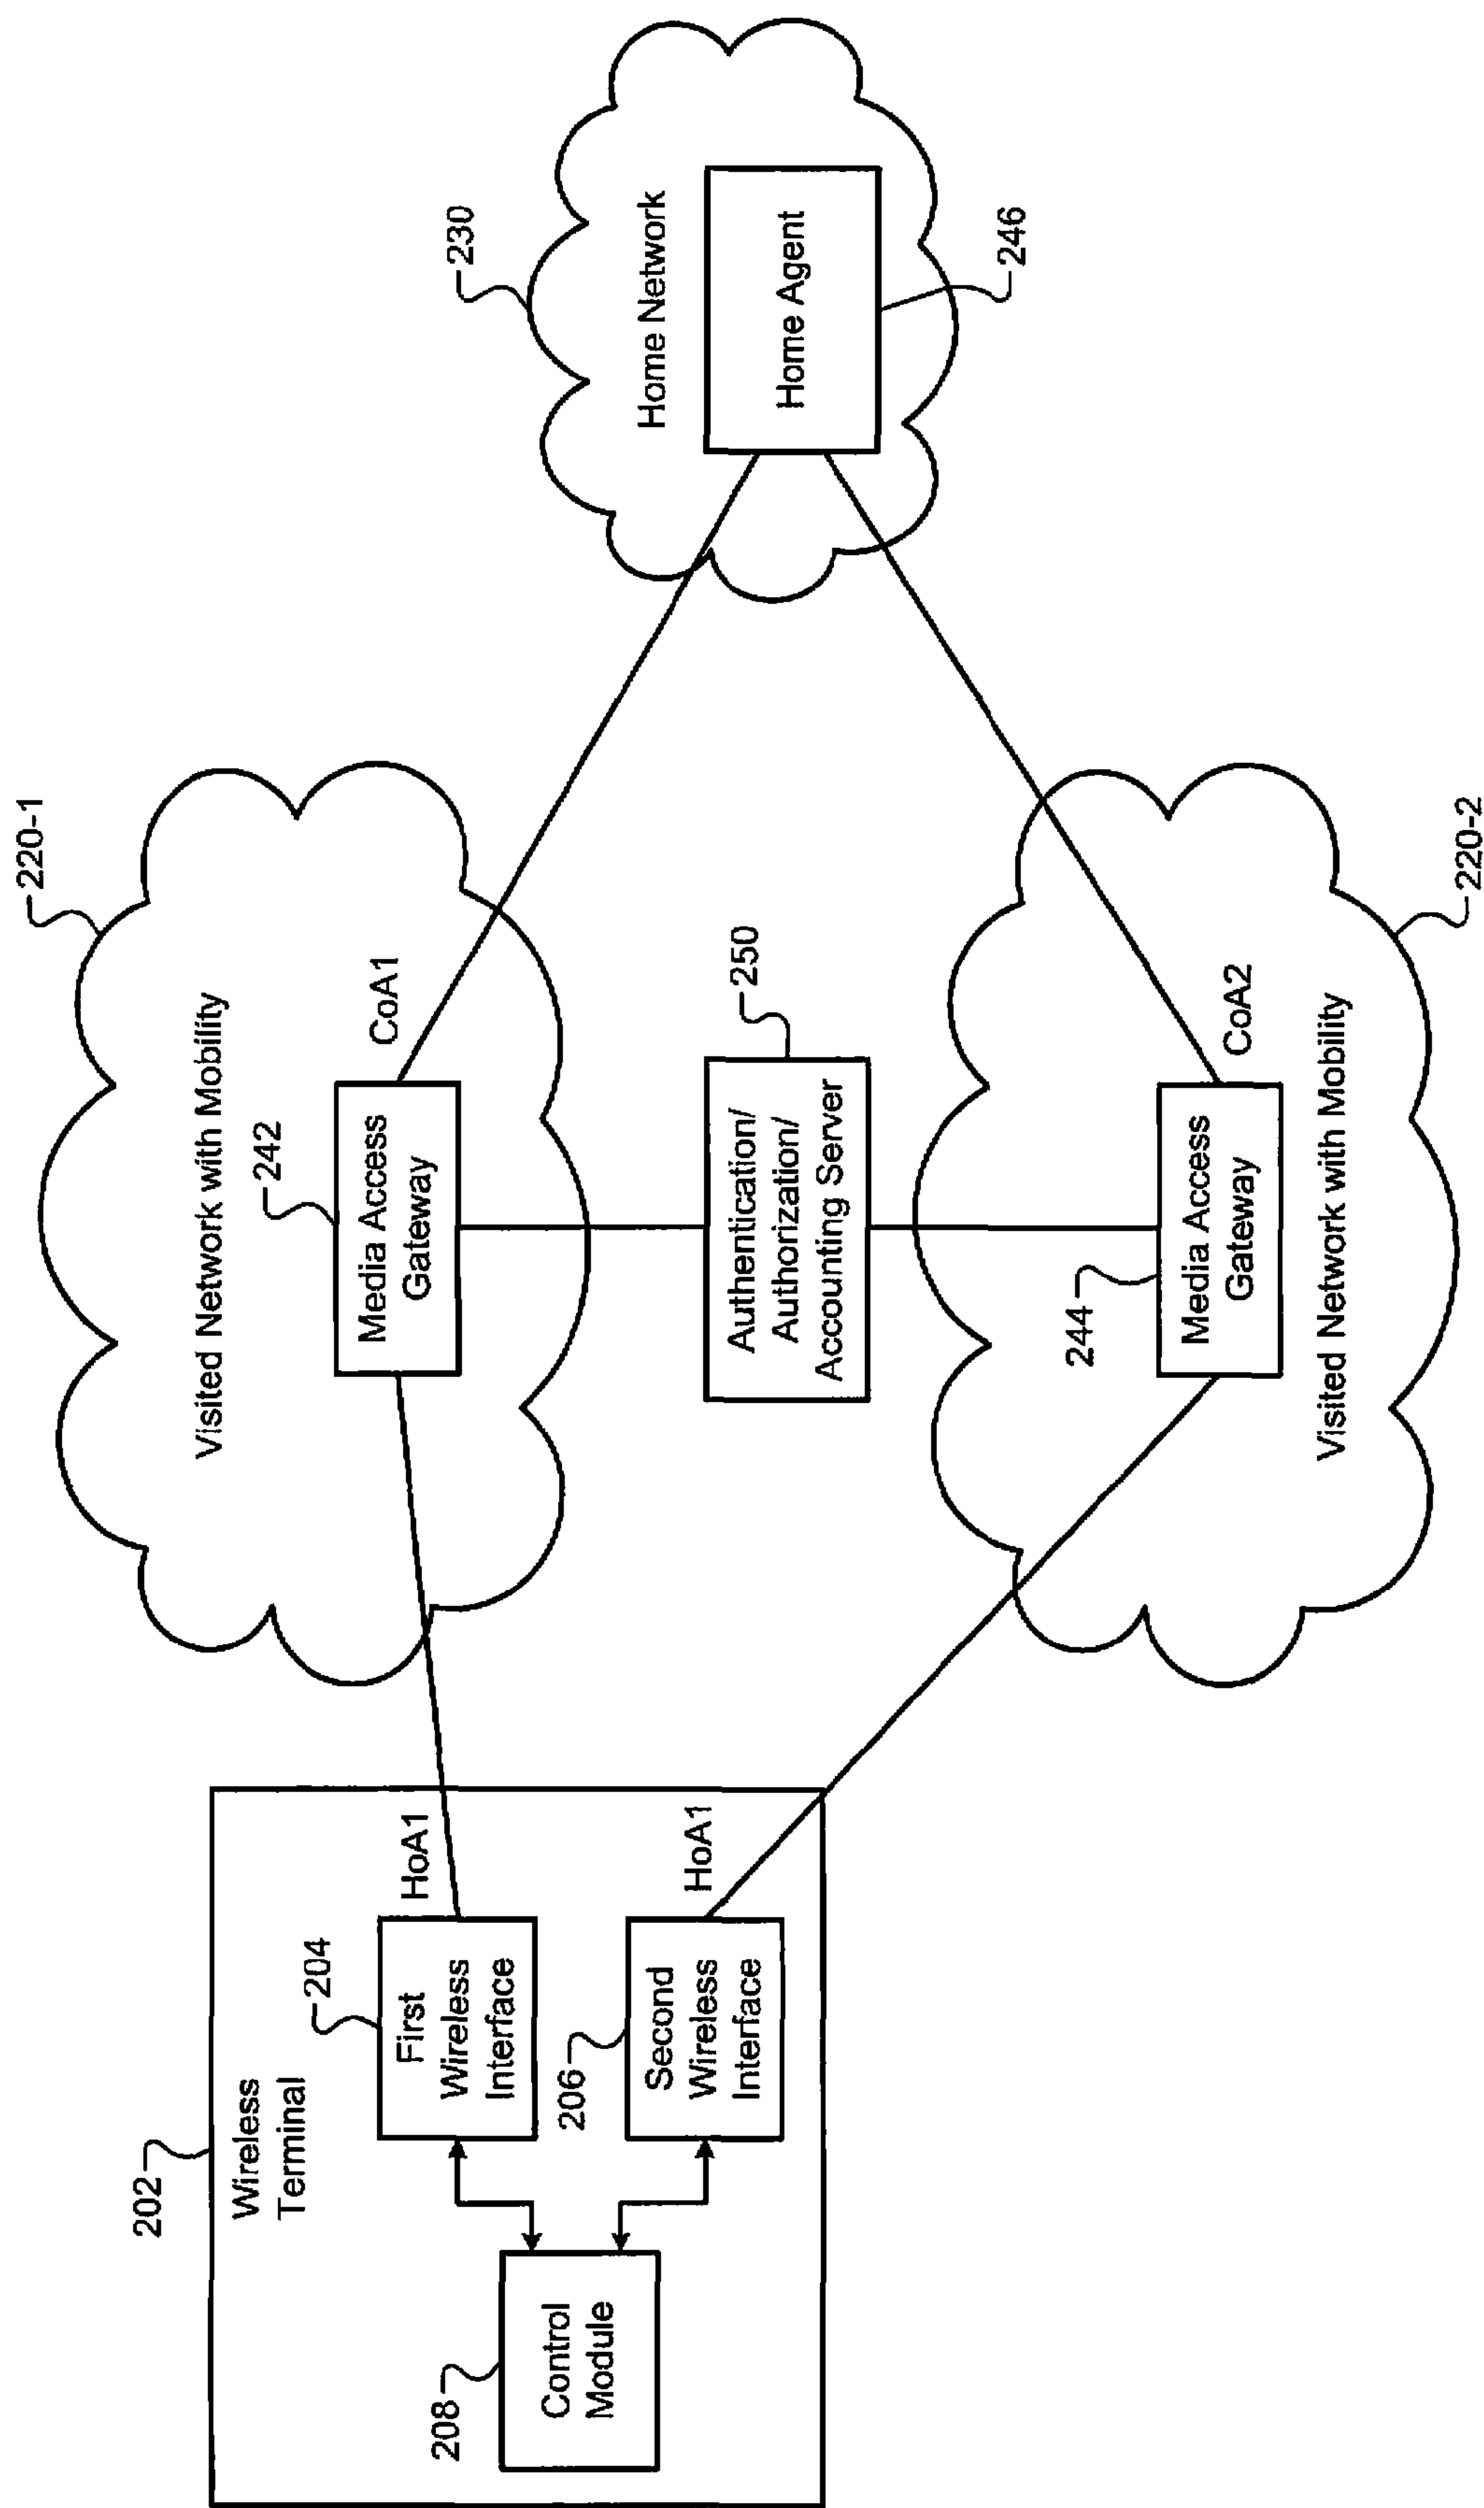 202
Wireless
Terminal
208
Control
Module
204
First
Wireless
Interface
HoA1
206
Second
Wireless
Interface
HoA1
220-1
Visited Network with Mobility
242
Media Access
Gateway
CoA1
250
Authentication/
Authorization/
Accounting Server
244
Media Access
Gateway
CoA2
Visited Network with Mobility
220-2
230
Home Network
Home Agent
246